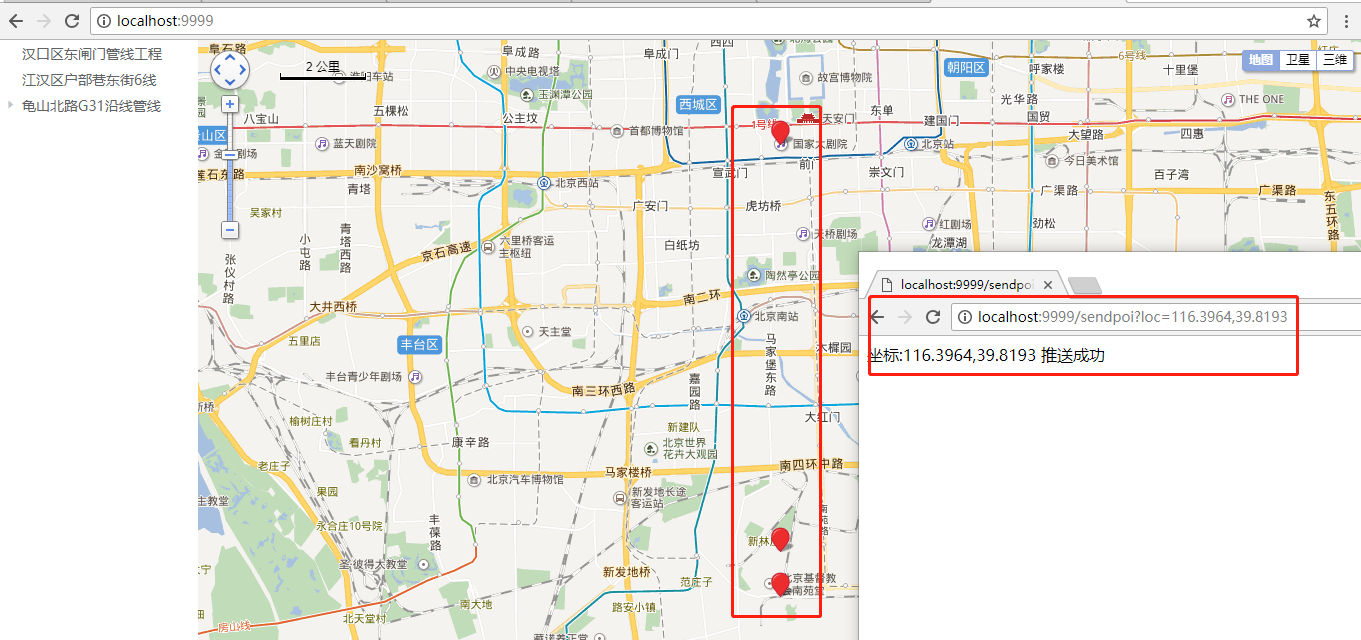 localhost:9999
汉口区东闸门管线工程
江汉区户部巷东街6线
龟山北路G31沿线管线
阜石路
2 公里
阜成路
中央电视塔
玉渊潭公园
阜成门
西四
故宫博物院
朝阳区
呼家楼
6号线
十里堡
地图
卫星
三维
五棵松
八宝山
公主坟
西城区
1号线
天安门
东单
建国门
光华路
国贸
THE ONE
大望路
四惠
蓝天剧院
首都博物馆
国家大剧院
北京站
今日美术馆
莲石东路
南沙窝桥
青塔
北京西站
宣武门
前门
崇文门
百子湾
广渠路
广渠路
吴家村
广安门
虎坊桥
东五环路
小屯路
青塔西路
六里桥客运
主枢纽
白纸坊
天桥剧场
红剧场
劲松
龙潭湖
京石高速
张仪村路
陶然亭公园
大井西路
南二环
北京南站
localhost:9999/sendpoi
localhost:9999/sendpoi?loc=116.3964,39.8193
坐标:116.3964,39.8193 推送成功
五里店
天主堂
丰台区
马家堡东路
大樽园
丰台青少年剧场
南三环西路
嘉园路
大红门
榆树庄村
看丹村
康辛路
新建队
北京世界
花卉大观园
老庄子
北京汽车博物馆
马家楼桥
南四环中路
果园
新发地长途
客运站
永合庄10号院
丰葆路
圣·彼得太教堂
新发地桥
范庄子
北京基督教
会南苑堂
南大地
路安小镇
北天堂村
房山线